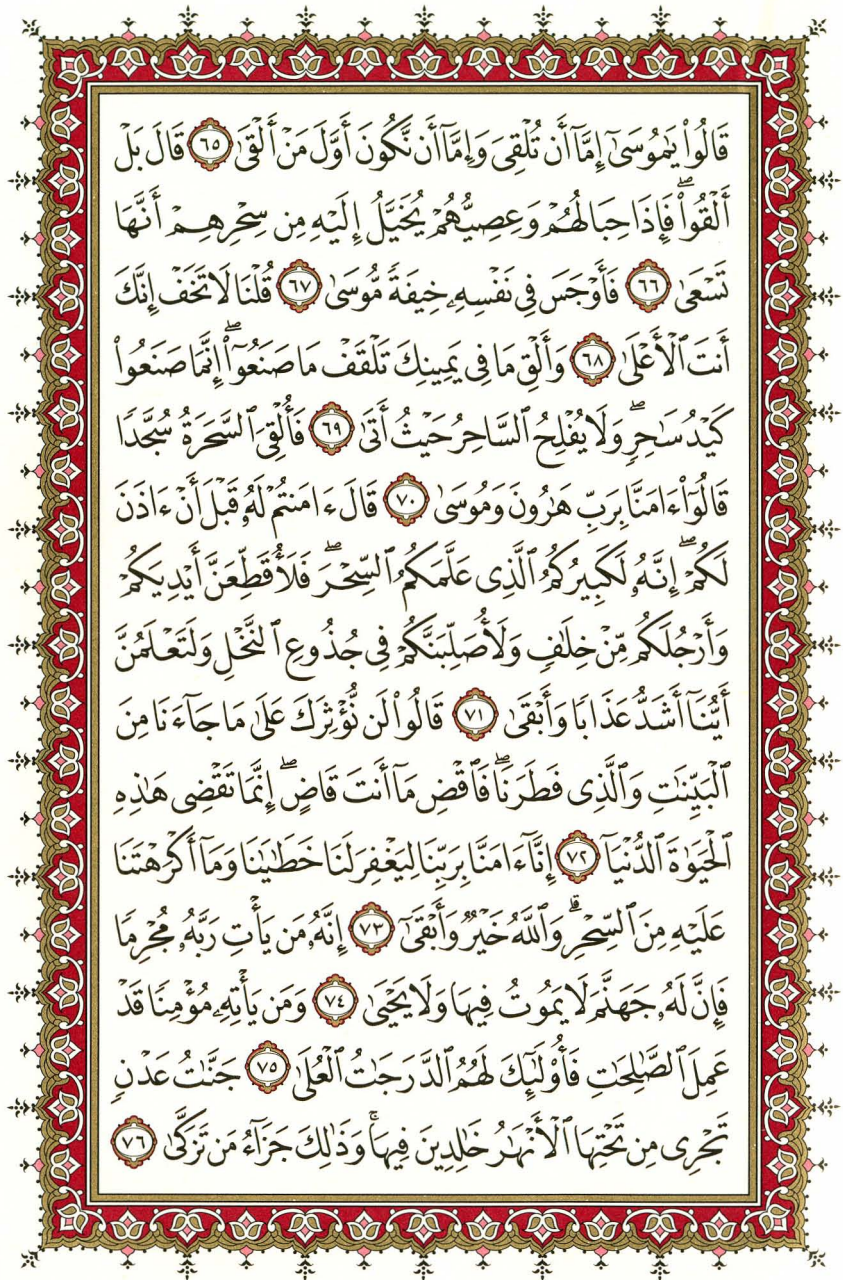 قَالُوا۟ يَٰمُوسَىٰٓ إِمَّآ أَن تُلْقِىَ وَإِمَّآ أَن نَّكُونَ أَوَّلَ مَنْ أَلْقَىٰ ٦٥ قَالَ بَلْ
أَلْقُوا۟ۖ فَإِذَا حِبَالُهُمْ وَعِصِيُّهُمْ يُخَيَّلُ إِلَيْهِ مِن سِحْرِهِمْ أَنَّهَا
تَسْعَىٰ ٦٦ فَأَوْجَسَ فِى نَفْسِهِۦ خِيفَةً مُّوسَىٰ ٦٧ قُلْنَا لَا تَخَفْ إِنَّكَ
أَنتَ ٱلْأَعْلَىٰ ٦٨ وَأَلْقِ مَا فِى يَمِينِكَ تَلْقَفْ مَا صَنَعُوٓا۟ۖ إِنَّمَا صَنَعُوا۟
كَيْدُ سَٰحِرٍۖ وَلَا يُفْلِحُ ٱلسَّاحِرُ حَيْثُ أَتَىٰ ٦٩ فَأُلْقِىَ ٱلسَّحَرَةُ سُجَّدًا
قَالُوٓا۟ ءَامَنَّا بِرَبِّ هَٰرُونَ وَمُوسَىٰ ٧٠ قَالَ ءَامَنتُمْ لَهُۥ قَبْلَ أَنْ ءَاذَنَ
لَكُمْۖ إِنَّهُۥ لَكَبِيرُكُمُ ٱلَّذِى عَلَّمَكُمُ ٱلسِّحْرَۖ فَلَأُقَطِّعَنَّ أَيْدِيَكُمْ
وَأَرْجُلَكُم مِّنْ خِلَٰفٍ وَلَأُصَلِّبَنَّكُمْ فِى جُذُوعِ ٱلنَّخْلِ وَلَتَعْلَمُنَّ
أَيُّنَآ أَشَدُّ عَذَابًا وَأَبْقَىٰ ٧١ قَالُوا۟ لَن نُّؤْثِرَكَ عَلَىٰ مَا جَآءَنَا مِنَ
ٱلْبَيِّنَٰتِ وَٱلَّذِى فَطَرَنَاۖ فَٱقْضِ مَآ أَنتَ قَاضٍۖ إِنَّمَا تَقْضِى هَٰذِهِ
ٱلْحَيَوٰةَ ٱلدُّنْيَآ ٧٢ إِنَّآ ءَامَنَّا بِرَبِّنَا لِيَغْفِرَ لَنَا خَطَٰيَٰنَا وَمَآ أَكْرَهْتَنَا
عَلَيْهِ مِنَ ٱلسِّحْرِۗ وَٱللَّهُ خَيْرٌ وَأَبْقَىٰٓ ٧٣ إِنَّهُۥ مَن يَأْتِ رَبَّهُۥ مُجْرِمًا
فَإِنَّ لَهُۥ جَهَنَّمَ لَا يَمُوتُ فِيهَا وَلَا يَحْيَىٰ ٧٤ وَمَن يَأْتِهِۦ مُؤْمِنًا قَدْ
عَمِلَ ٱلصَّٰلِحَٰتِ فَأُو۟لَٰٓئِكَ لَهُمُ ٱلدَّرَجَٰتُ ٱلْعُلَىٰ ٧٥ جَنَّٰتُ عَدْنٍ
تَجْرِى مِن تَحْتِهَا ٱلْأَنْهَٰرُ خَٰلِدِينَ فِيهَاۚ وَذَٰلِكَ جَزَآءُ مَن تَزَكَّىٰ ٧٦